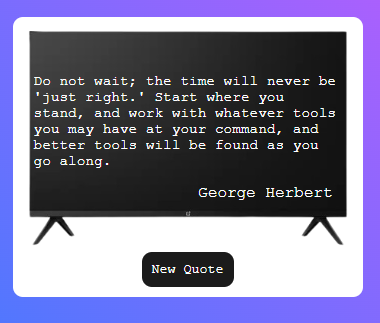 Do not wait; the time will never be
'just right.' Start where you
stand, and work with whatever tools
you may have at your command, and
better tools will be found as you
go along.
George Herbert
New Quote